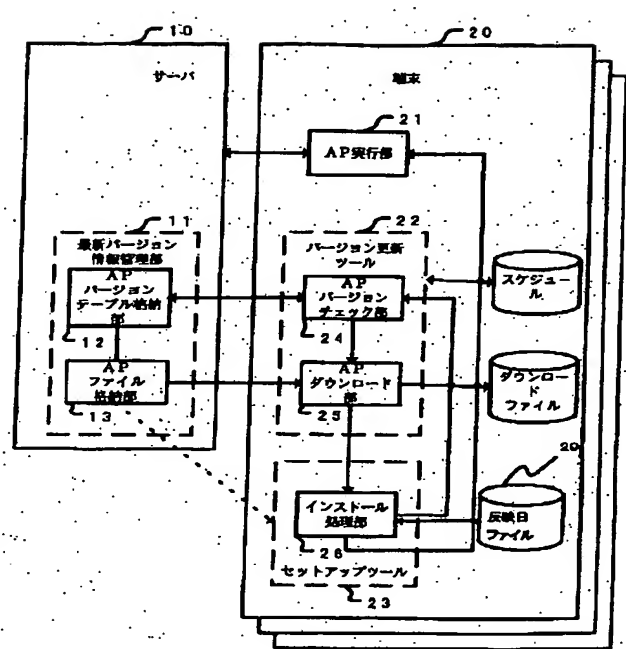 10
サーバ
20
端末
21
AP実行部
11
最新バージョン
情報管理部
AP
バージョン
テーブル格納
部
12
AP
ファイル
格納部
13
22
バージョン更新
ツール
AP
バージョン
チェック部
24
AP
ダウンロード
部
25
スケジュー
ル
ダウンロー
ド
ファイル
29
反映日
ファイル
インストール
処理部
26
セットアップツール
23